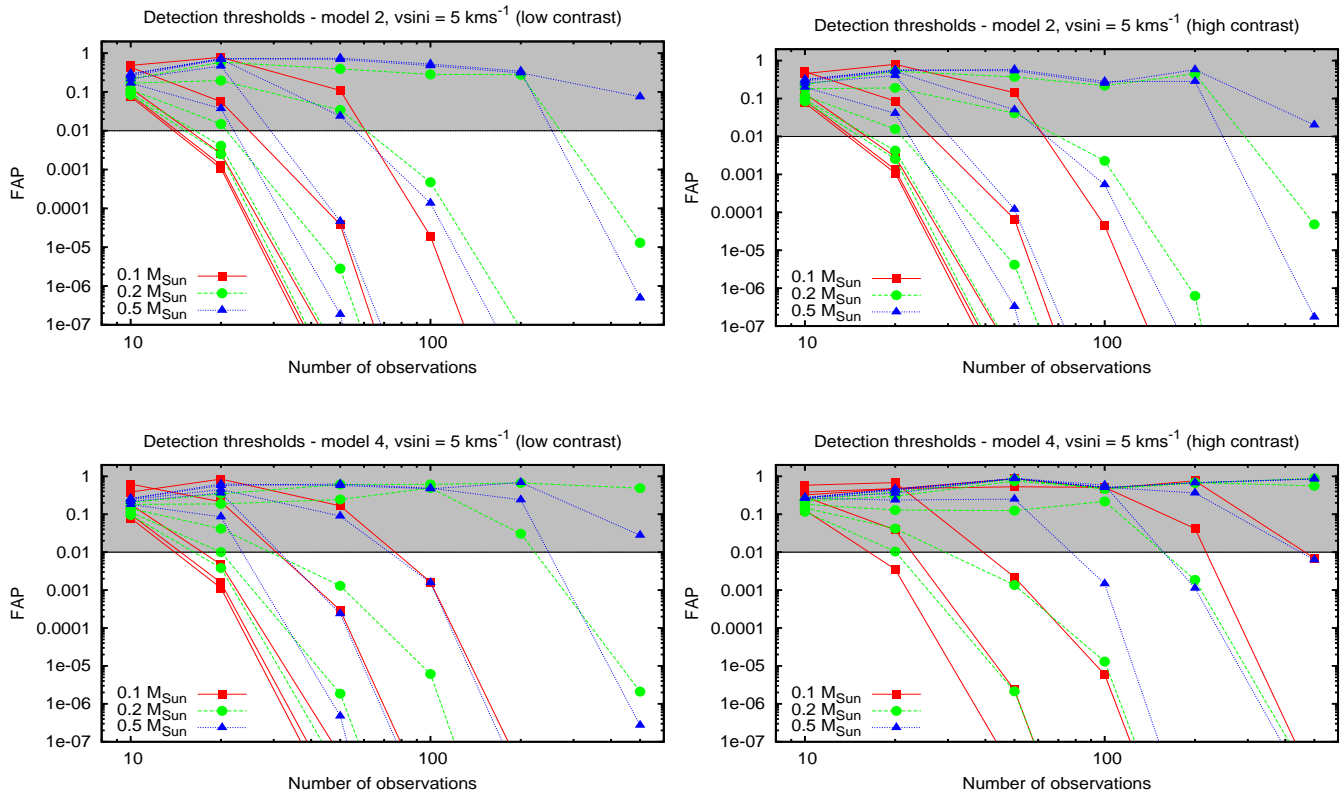 Detection thresholds - model 2, vsini = 5 kms⁻¹ (low contrast)
1
0.1
0.01
0.001
0.0001
1e-05
1e-06
1e-07
FAP
0.1 M_Sun
0.2 M_Sun
0.5 M_Sun
10 100
Number of observations
Detection thresholds - model 2, vsini = 5 kms⁻¹ (high contrast)
1
0.1
0.01
0.001
0.0001
1e-05
1e-06
1e-07
FAP
0.1 M_Sun
0.2 M_Sun
0.5 M_Sun
10 100
Number of observations
Detection thresholds - model 4, vsini = 5 kms⁻¹ (low contrast)
1
0.1
0.01
0.001
0.0001
1e-05
1e-06
1e-07
FAP
0.1 M_Sun
0.2 M_Sun
0.5 M_Sun
10 100
Number of observations
Detection thresholds - model 4, vsini = 5 kms⁻¹ (high contrast)
1
0.1
0.01
0.001
0.0001
1e-05
1e-06
1e-07
FAP
0.1 M_Sun
0.2 M_Sun
0.5 M_Sun
10 100
Number of observations